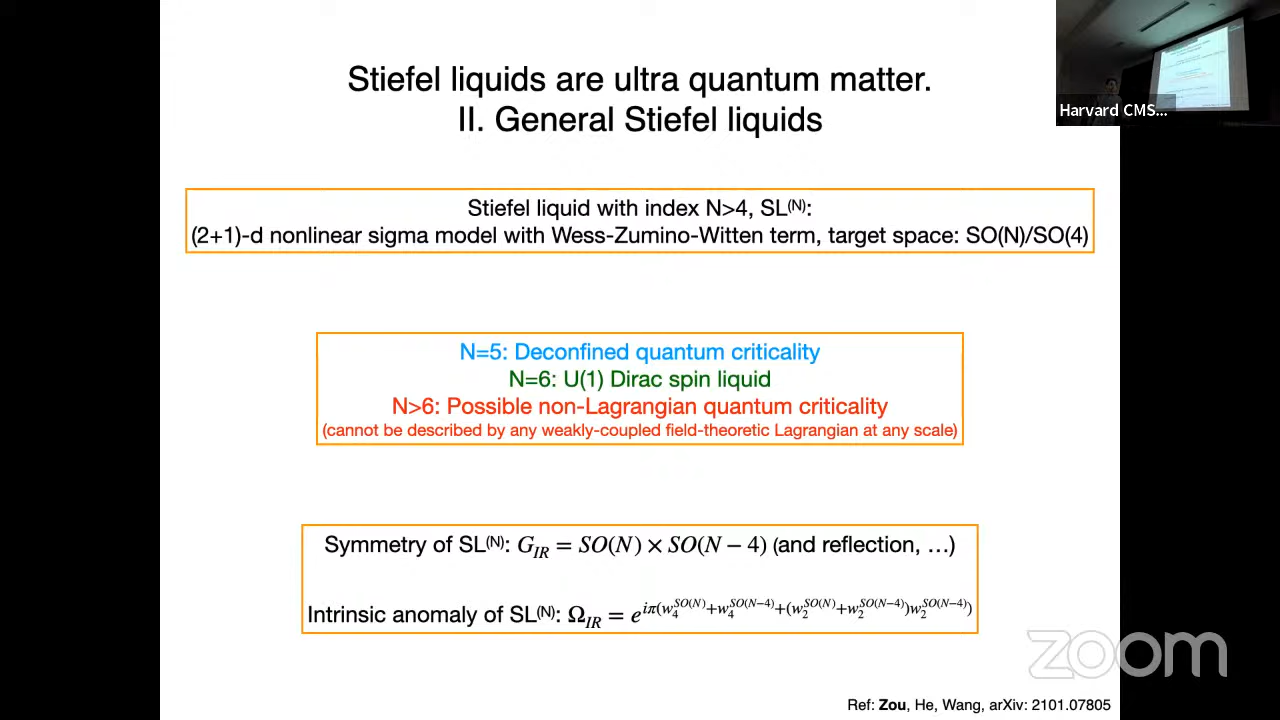 Stiefel liquids are ultra quantum matter.
II. General Stiefel liquids
Harvard CMS...
Stiefel liquid with index N>4, SL⁽ᴺ⁾:
(2+1)-d nonlinear sigma model with Wess-Zumino-Witten term, target space: SO(N)/SO(4)
N=5: Deconfined quantum criticality
N=6: U(1) Dirac spin liquid
N>6: Possible non-Lagrangian quantum criticality
(cannot be described by any weakly-coupled field-theoretic Lagrangian at any scale)
Symmetry of SL⁽ᴺ⁾: G_{IR} = SO(N) × SO(N − 4) (and reflection, …)
Intrinsic anomaly of SL⁽ᴺ⁾: Ω_{IR} = e^{iπ(w_4^{SO(N)}+w_4^{SO(N−4)}+(w_2^{SO(N)}+w_2^{SO(N−4)})w_2^{SO(N−4)})}
zoom
Ref: Zou, He, Wang, arXiv: 2101.07805